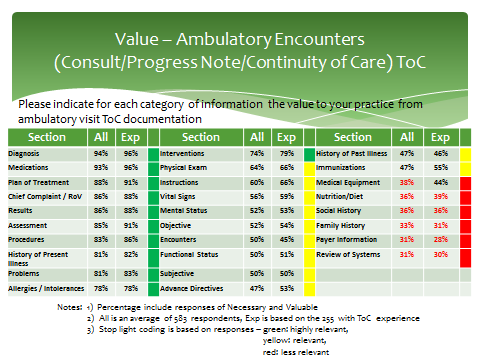 Value – Ambulatory Encounters
(Consult/Progress Note/Continuity of Care) ToC
Please indicate for each category of information the value to your practice from
ambulatory visit ToC documentation
Section All Exp Section All Exp Section All Exp
Diagnosis 94% 96% Interventions 74% 79% History of Past Illness 47% 46%
Medications 93% 96% Physical Exam 64% 66% Immunizations 47% 55%
Plan of Treatment 88% 91% Instructions 60% 66% Medical Equipment 38% 44%
Chief Complaint / RoV 86% 88% Vital Signs 56% 59% Nutrition/Diet 36% 39%
Results 86% 88% Mental Status 52% 53% Social History 36% 36%
Assessment 85% 91% Objective 52% 54% Family History 33% 31%
Procedures 83% 86% Encounters 50% 45% Payer Information 31% 28%
History of Present
Illness 81% 82% Functional Status 50% 51% Review of Systems 31% 30%
Problems 81% 83% Subjective 50% 50%
Allergies / Intolerances 78% 78% Advance Directives 47% 53%
Notes: 1) Percentage include responses of Necessary and Valuable
2) All is an average of 583 respondents, Exp is based on the 255 with ToC experience
3) Stop light coding is based on responses – green: highly relevant,
yellow: relevant,
red: less relevant